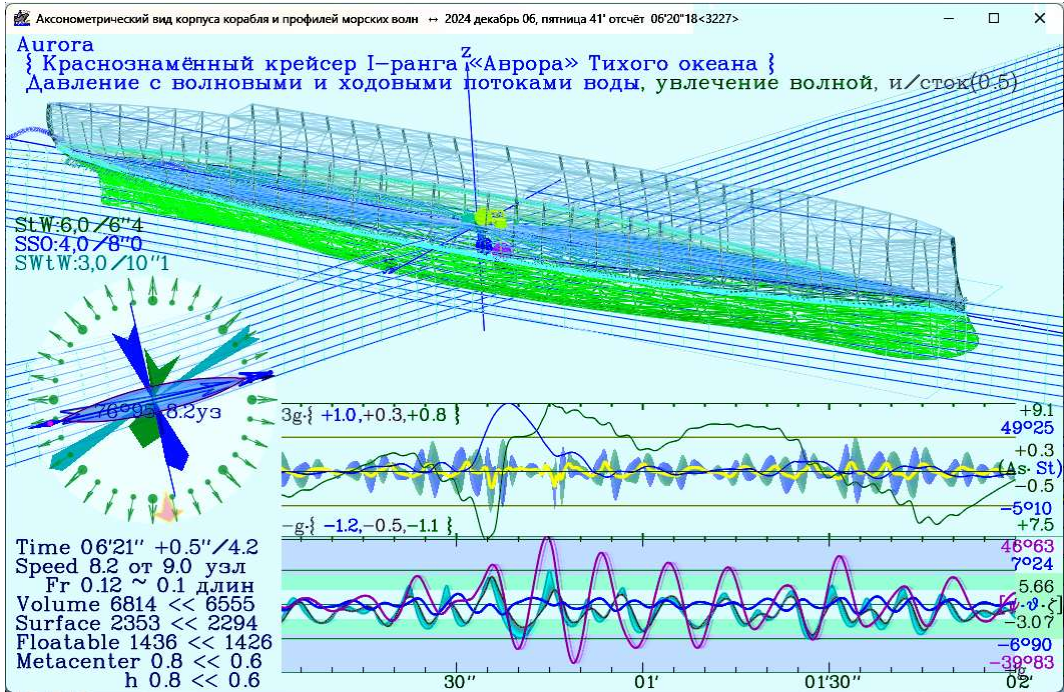 Аксонометрический вид корпуса корабля и профилей морских волн ↔ 2024 декабрь 06, пятница 41' отсчёт 06'20"18<3227>
Aurora
{ Краснознамённый крейсер I-ранга «Аврора» Тихого океана {
Давление с волновыми и ходовыми потоками воды, увлечение волной, и/сток(0.5)
z
StW:6,0/6"4
SSO:4,0/8"0
SWtW:3,0/10"1
8.2уз
3g·{ +1.0,+0.3,+0.8 }
+9.1
49°25
+0.3
(As·St)
-0.5
-5°10
-g·{ -1.2,-0.5,-1.1 {
+7.5
Time 06'21" +0.5"/4.2
Speed 8.2 от 9.0 узл
Fr 0.12 ~ 0.1 длин
Volume 6814 << 6555
Surface 2353 << 2294
Floatable 1436 << 1426
Metacenter 0.8 << 0.6
h 0.8 << 0.6
46°63
7°24
5.66
-3.07
-6°90
-39°83
30" 01' 01'30" 02'